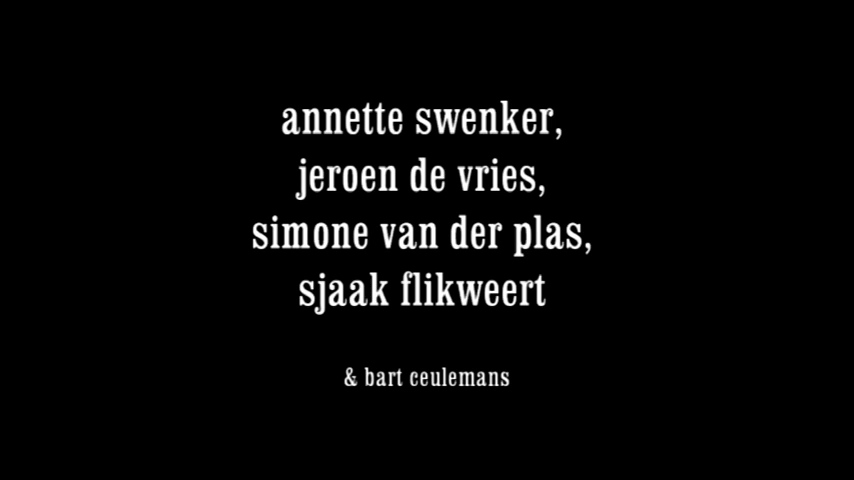 annette swenker,
jeroen de vries,
simone van der plas,
sjaak flikweert
& bart ceulemans